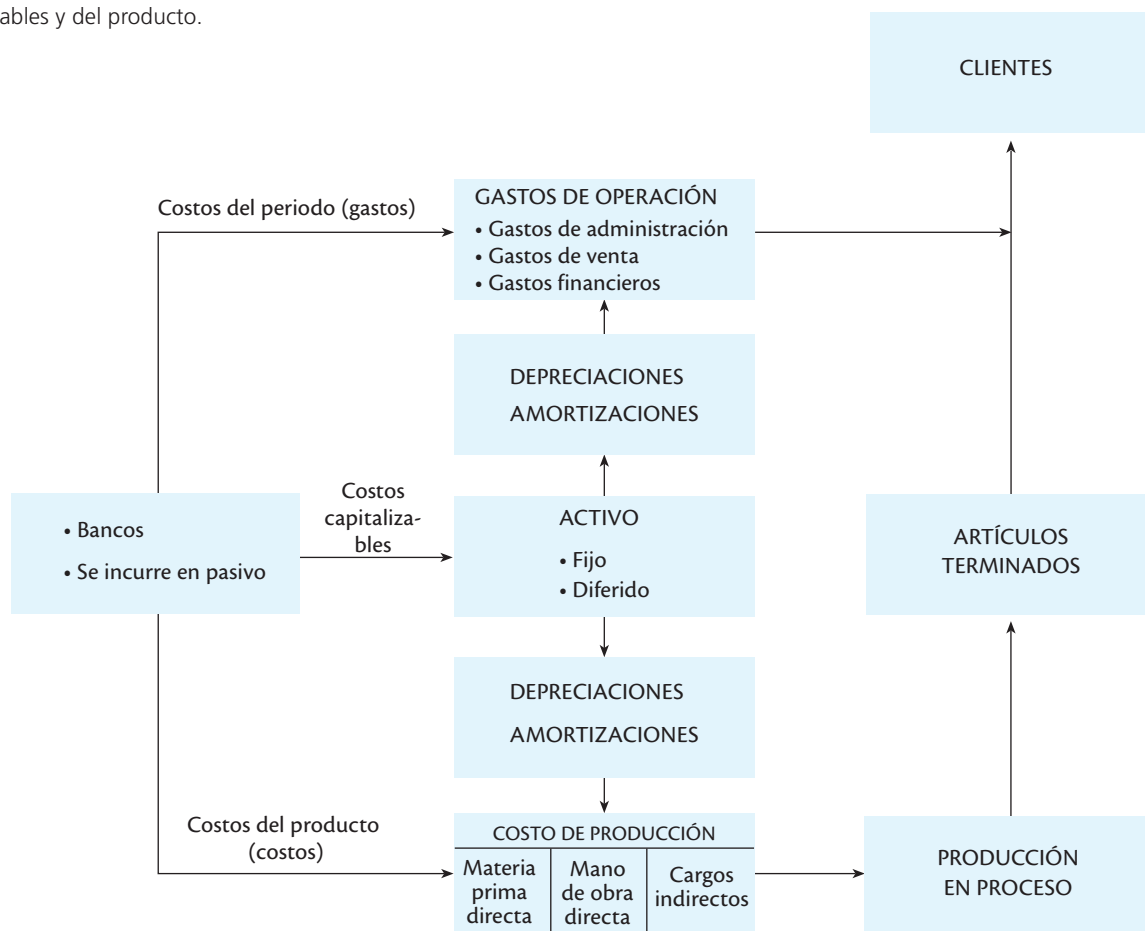 ables y del producto.
CLIENTES
Costos del periodo (gastos)
GASTOS DE OPERACIÓN
• Gastos de administración
• Gastos de venta
• Gastos financieros
DEPRECIACIONES
AMORTIZACIONES
• Bancos
• Se incurre en pasivo
Costos
capitaliza-
bles
ACTIVO
• Fijo
• Diferido
ARTÍCULOS
TERMINADOS
DEPRECIACIONES
AMORTIZACIONES
Costos del producto
(costos)
COSTO DE PRODUCCIÓN
Materia
prima
directa
Mano
de obra
directa
Cargos
indirectos
PRODUCCIÓN
EN PROCESO